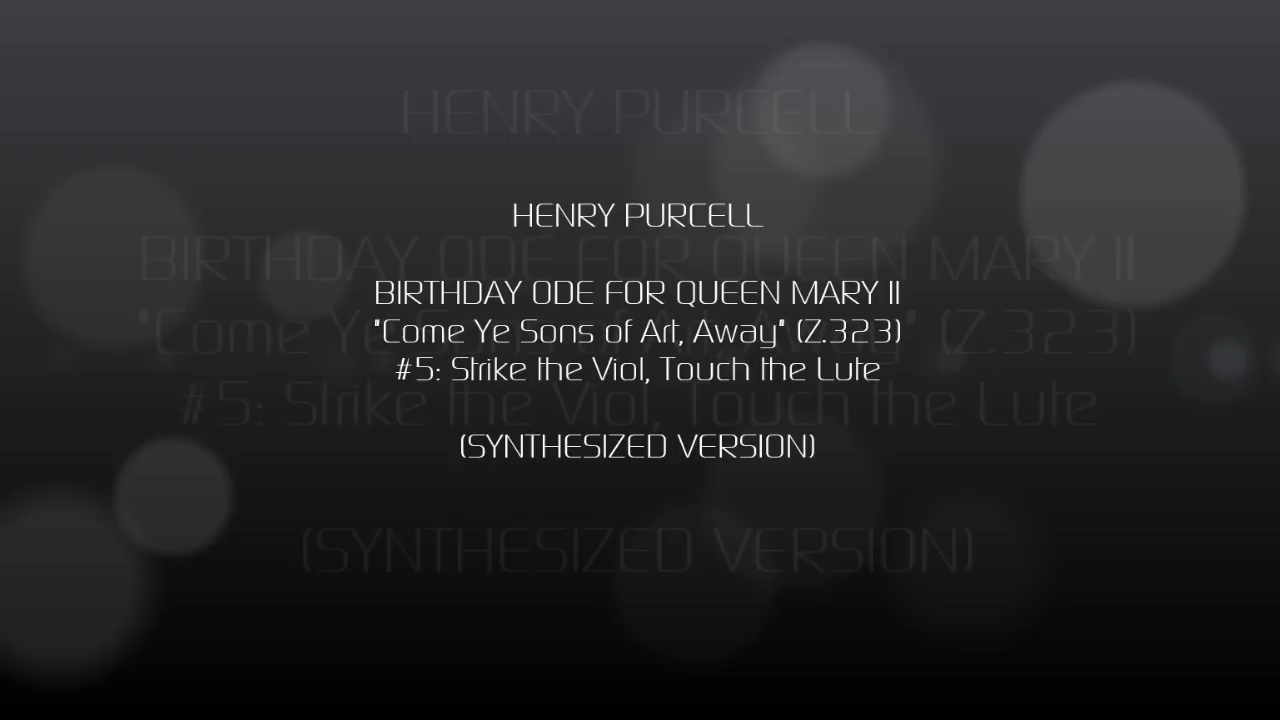 HENRY PURCELL
BIRTHDAY ODE FOR QUEEN MARY II
"Come Ye Sons of Art, Away" (Z.323)
#5: Strike the Viol, Touch the Lute
(SYNTHESIZED VERSION)